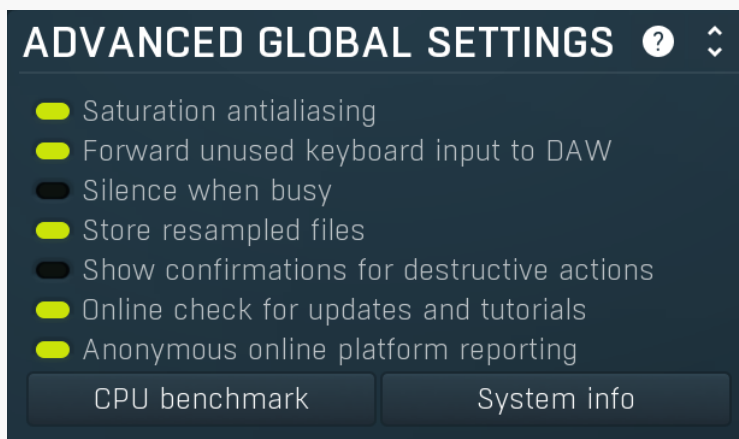 ADVANCED GLOBAL SETTINGS ?
Saturation antialiasing
Forward unused keyboard input to DAW
Silence when busy
Store resampled files
Show confirmations for destructive actions
Online check for updates and tutorials
Anonymous online platform reporting
CPU benchmark System info